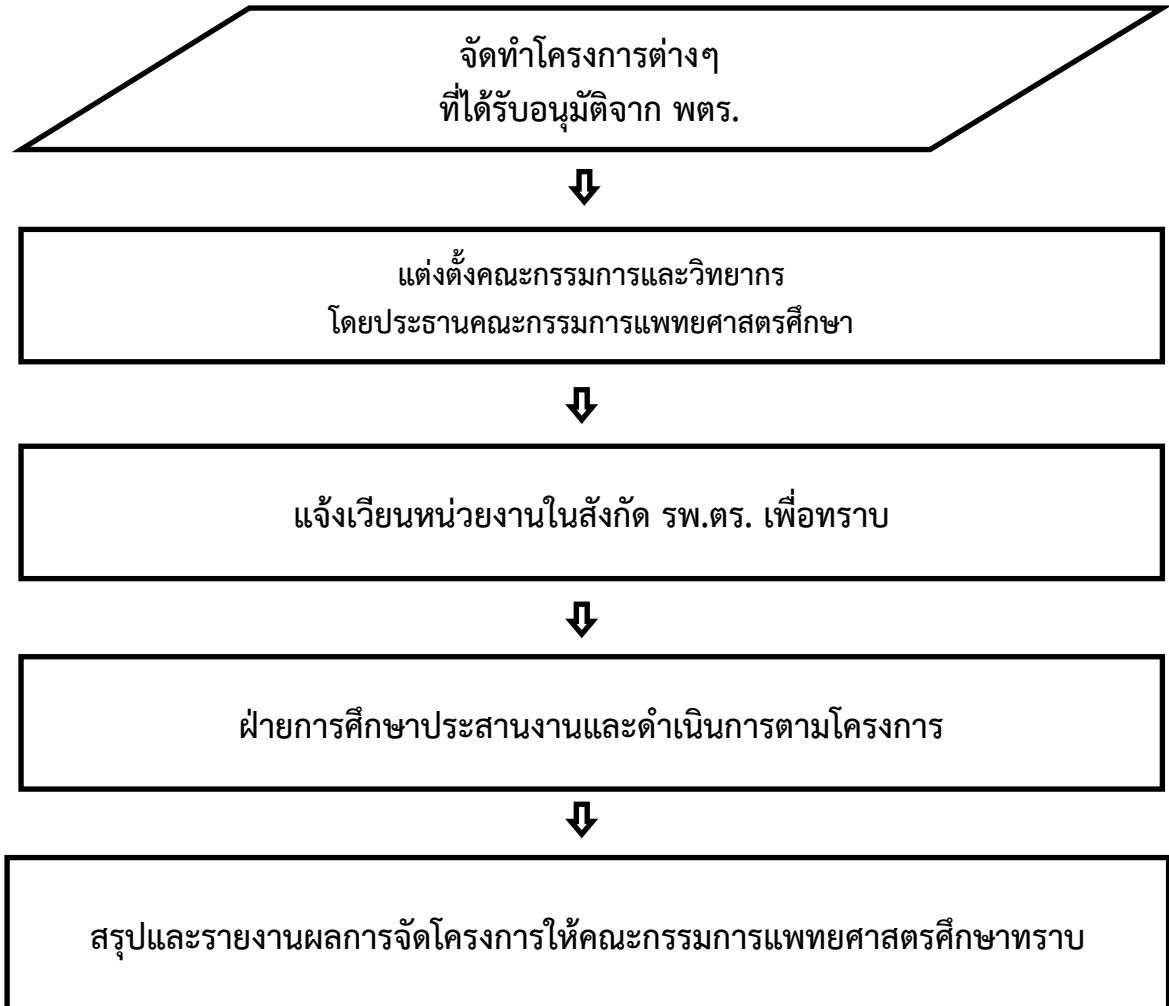 จัดทำโครงการต่างๆ
ที่ได้รับอนุมัติจาก พตร.
แต่งตั้งคณะกรรมการและวิทยากร
โดยประธานคณะกรรมการแพทยศาสตรศึกษา
แจ้งเวียนหน่วยงานในสังกัด รพ.ตร. เพื่อทราบ
ฝ่ายการศึกษาประสานงานและดำเนินการตามโครงการ
สรุปและรายงานผลการจัดโครงการให้คณะกรรมการแพทยศาสตรศึกษาทราบ